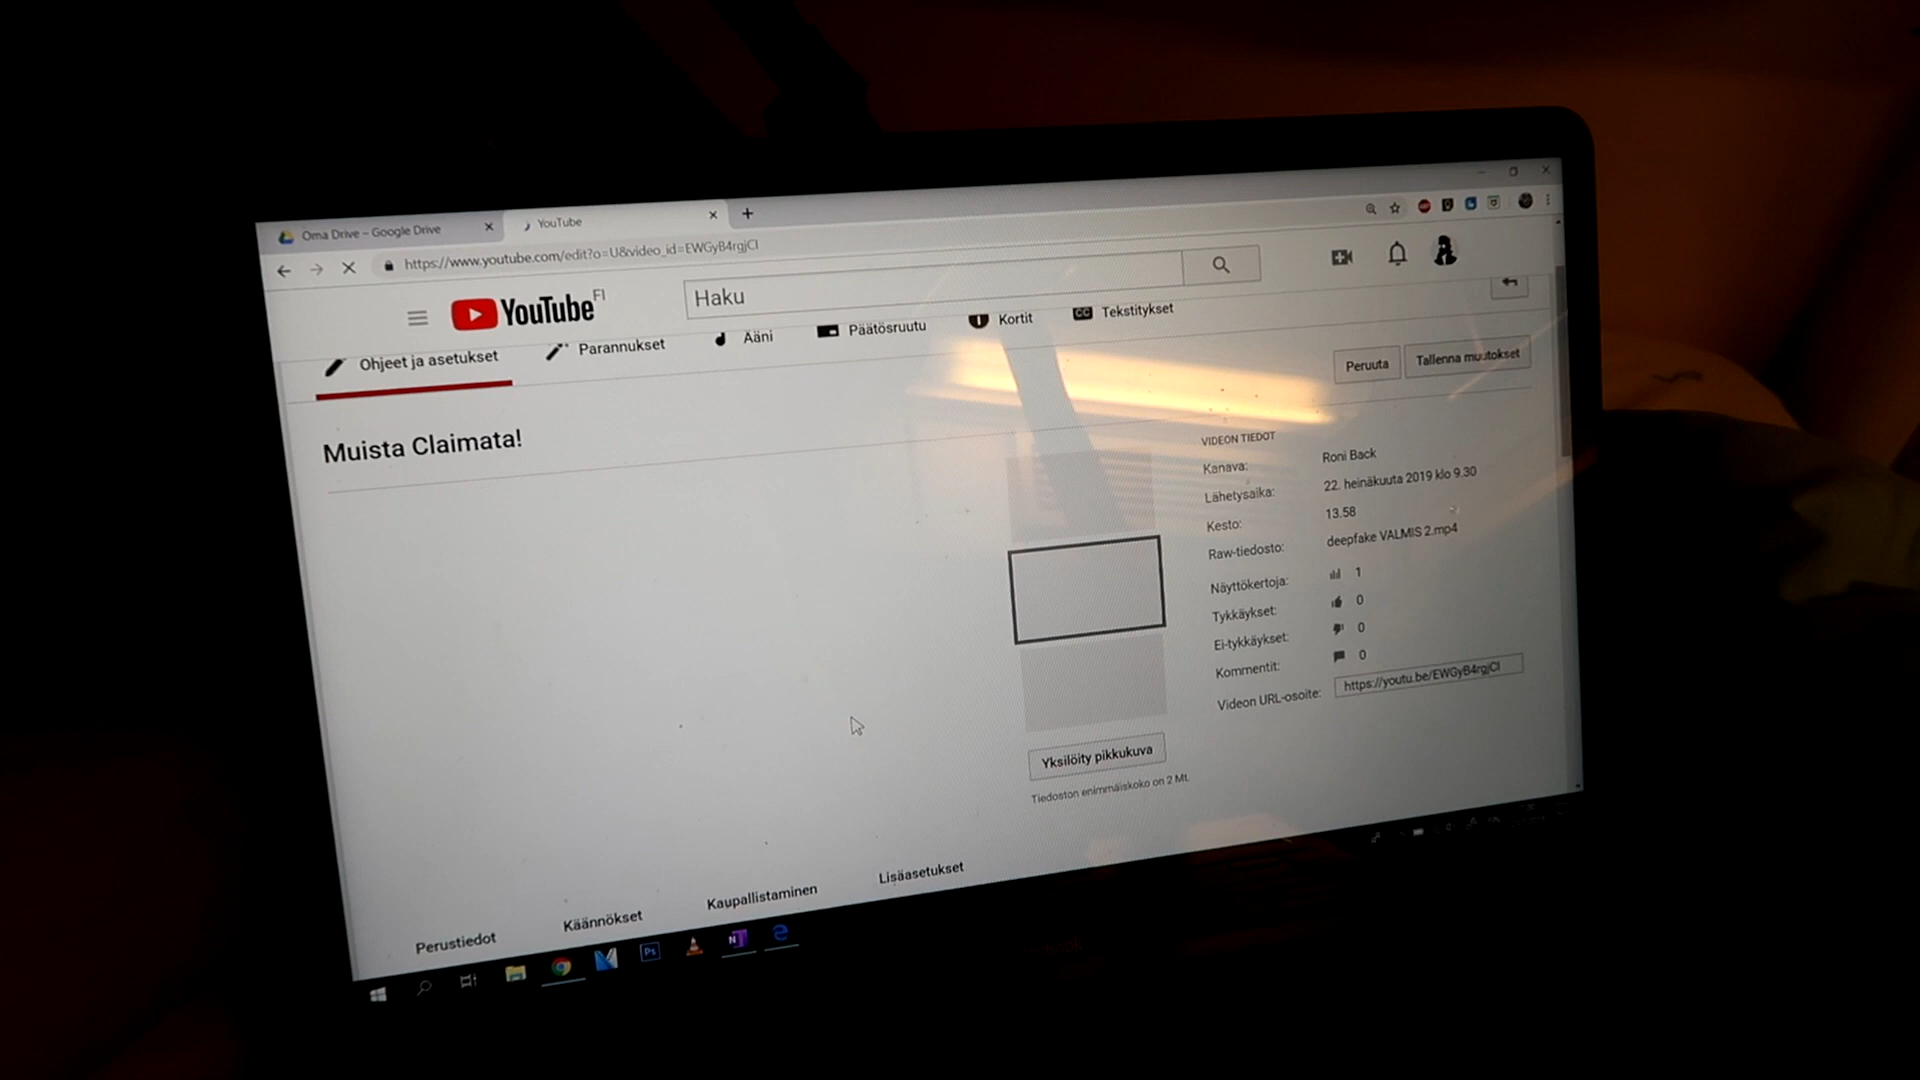 Oma Drive – Google Drive
YouTube
https://www.youtube.com/edit?o=U&video_id=EWGyB4rgjCI
YouTube FI
Haku
Ohjeet ja asetukset
Parannukset
Ääni
Päätösruutu
Kortit
CC Tekstitykset
Peruuta
Tallenna muutokset
Muista Claimata!
VIDEON TIEDOT
Kanava: Roni Back
Lähetysaika: 22. heinäkuuta 2019 klo 9.30
Kesto: 13.58
Raw-tiedosto: deepfake VALMIS 2.mp4
Näyttökertoja: 1
Tykkäykset: 0
Ei-tykkäykset: 0
Kommentit: 0
Videon URL-osoite: https://youtu.be/EWGyB4rgjCI
Yksilöity pikkukuva
Tiedoston enimmäiskoko on 2 Mt.
Perustiedot
Käännökset
Kaupallistaminen
Lisäasetukset
Ps
N